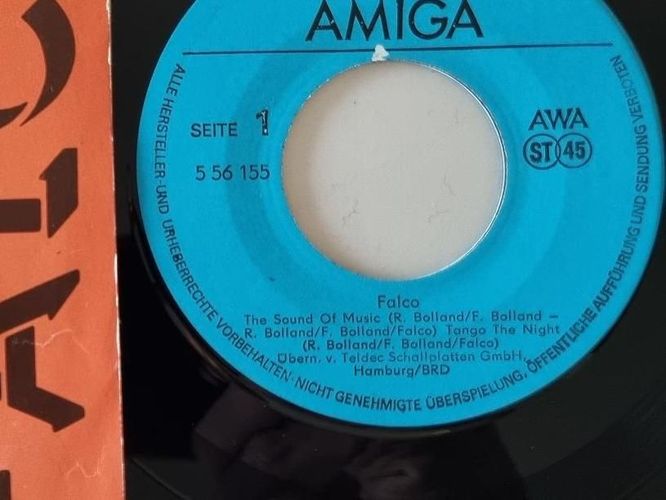 FALCO
AMIGA
SEITE 1
5 56 155
AWA
ST 45
Falco
The Sound Of Music (R. Bolland/F. Bolland –
R. Bolland/F. Bolland/Falco) Tango The Night
(R. Bolland/F. Bolland/Falco)
Übern. v. Teldec Schallplatten GmbH,
Hamburg/BRD
ALLE HERSTELLER- UND URHEBERRECHTE VORBEHALTEN · NICHT GENEHMIGTE ÜBERSPIELUNG, ÖFFENTLICHE AUFFÜHRUNG UND SENDUNG VERBOTEN